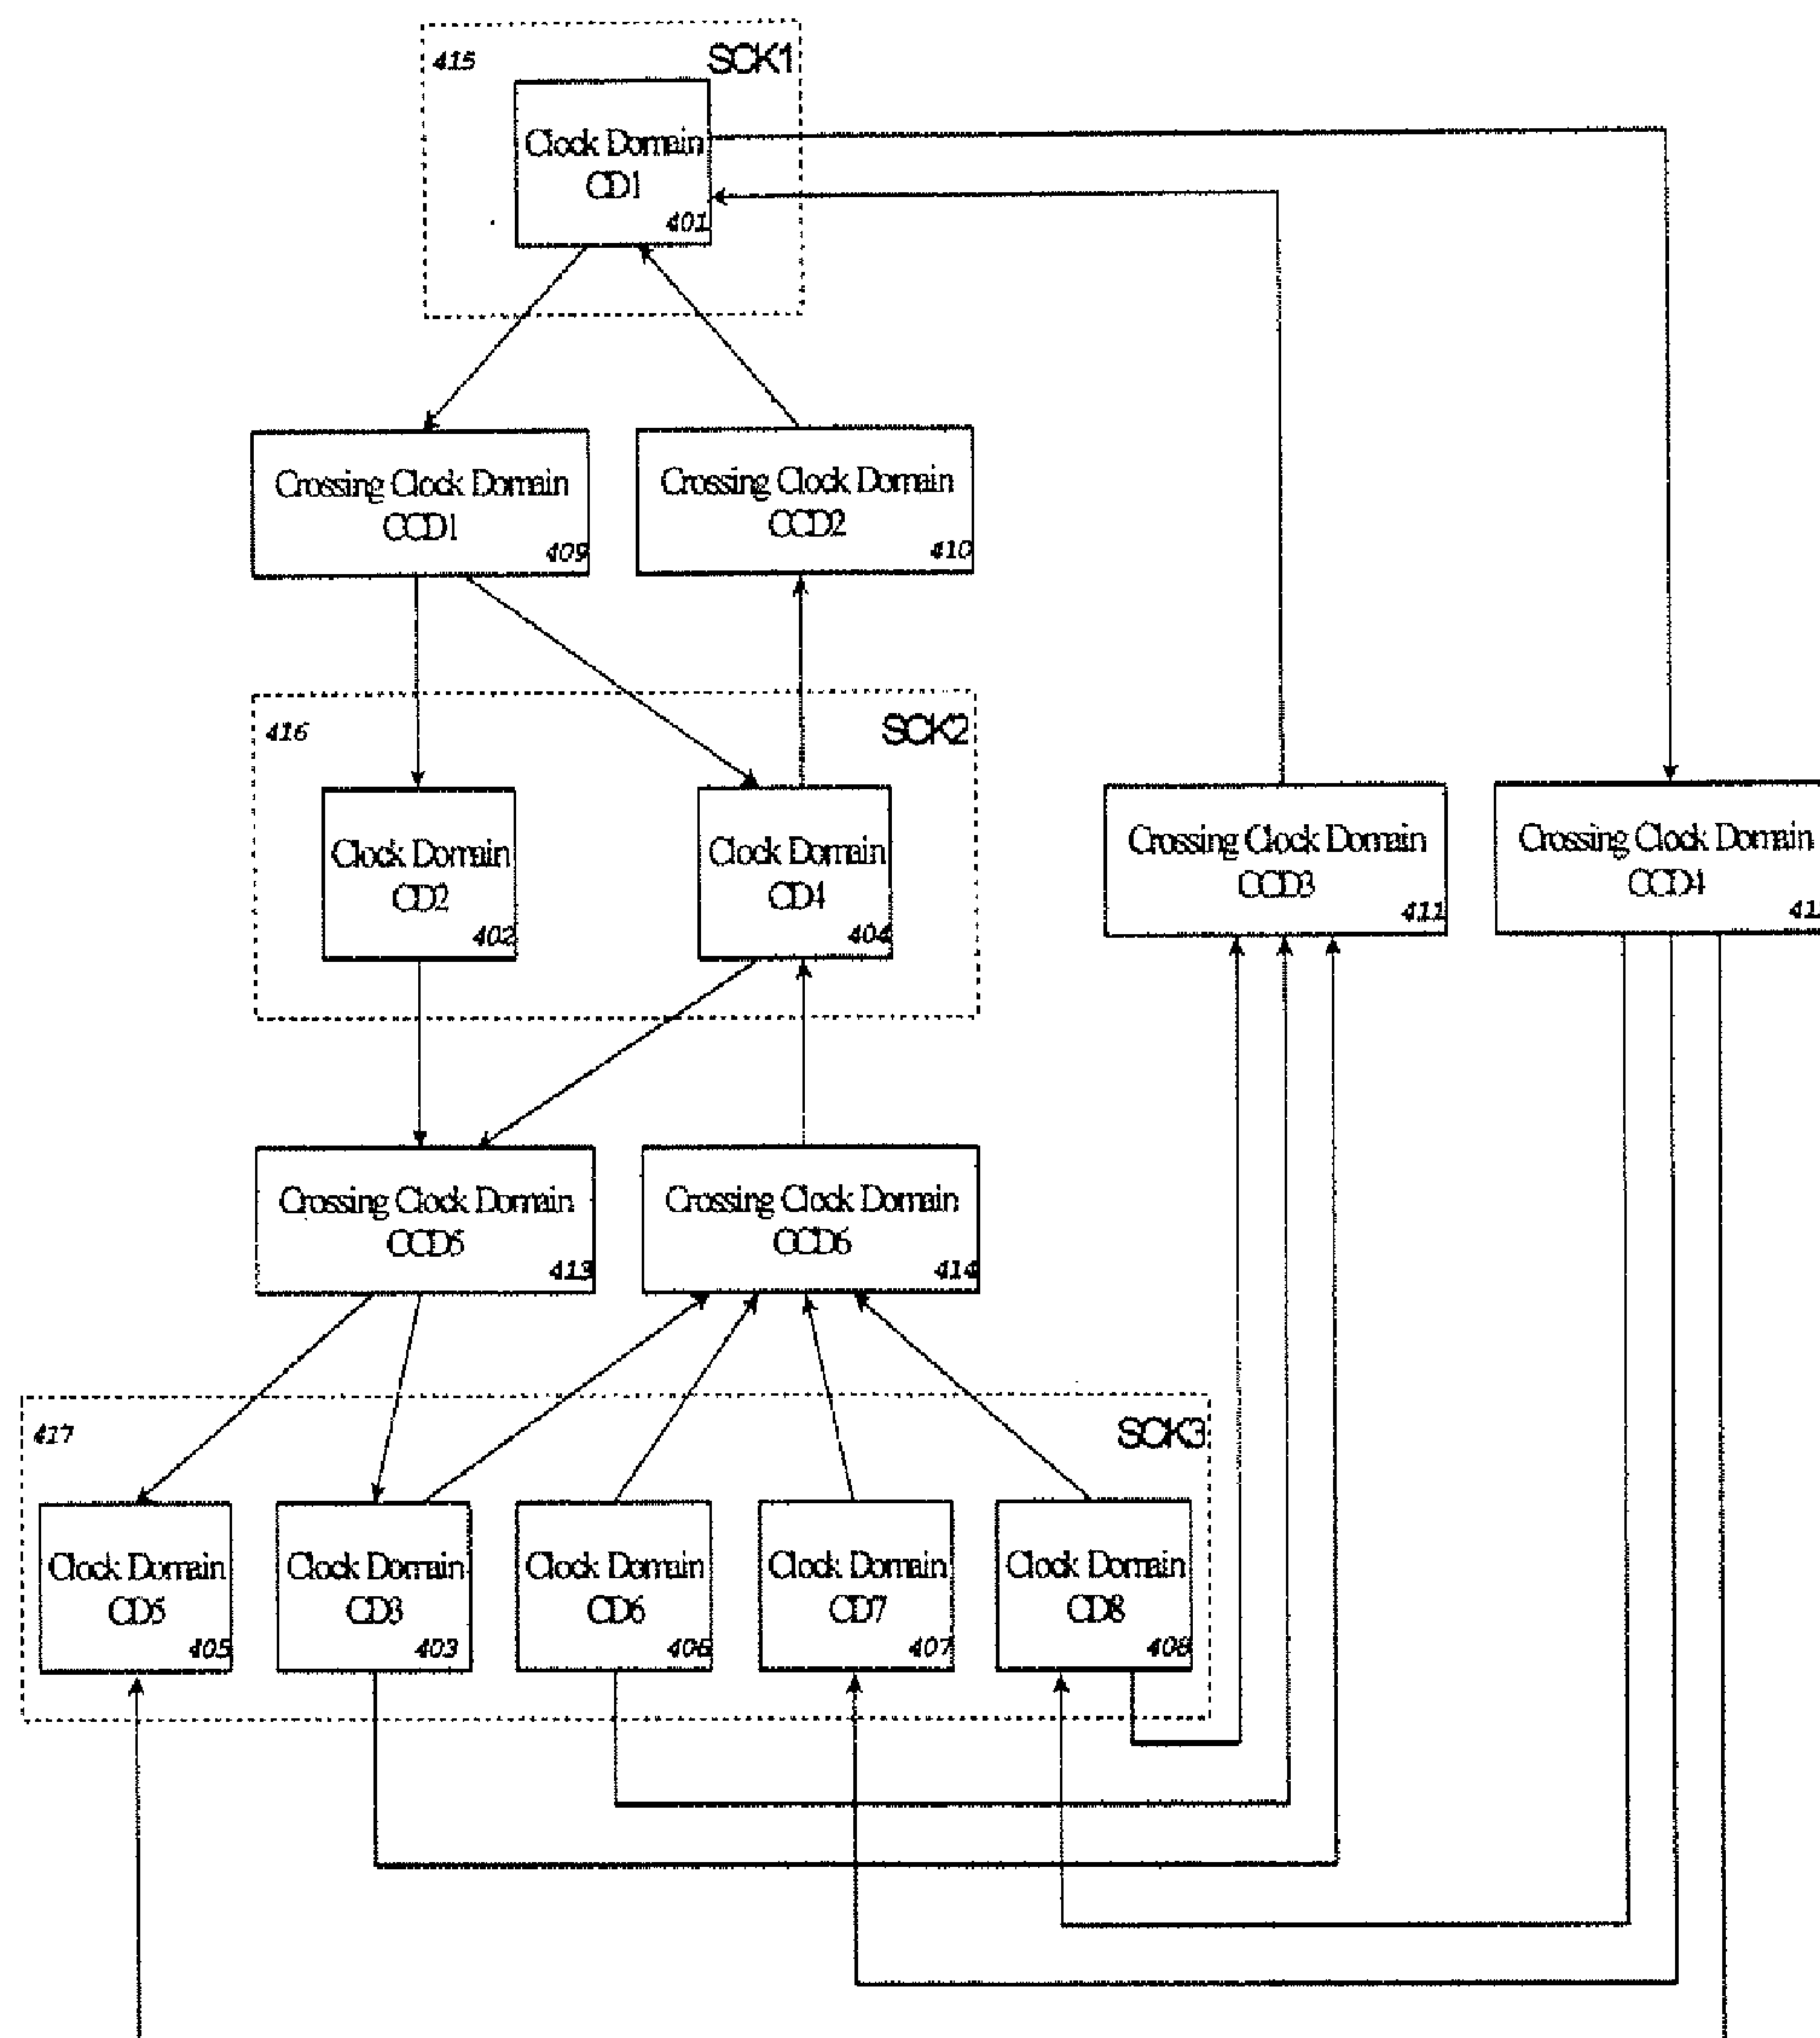 415
SCK1
Clock Domain
CD1
401
Crossing Clock Domain
CCD1
409
Crossing Clock Domain
CCD2
410
416
SCK2
Clock Domain
CD2
402
Clock Domain
CD4
404
Crossing Clock Domain
CCD3
411
Crossing Clock Domain
CCD4
Crossing Clock Domain
CCD5
413
Crossing Clock Domain
CCD6
414
417
SCK3
Clock Domain
CD5
405
Clock Domain
CD3
403
Clock Domain
CD6
406
Clock Domain
CD7
407
Clock Domain
CD8
408